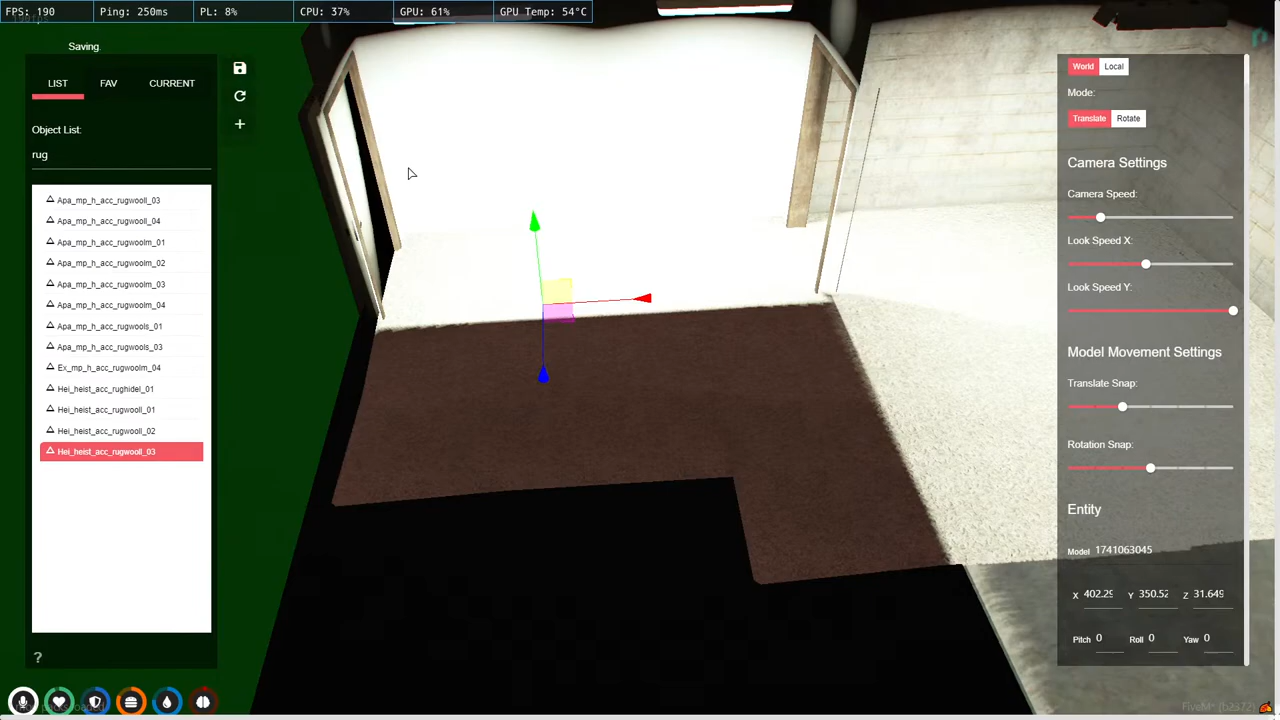 FPS: 190 Ping: 250ms PL: 8% CPU: 37% GPU: 61% GPU Temp: 54°C
Saving.
LIST FAV CURRENT
Object List:
rug
Apa_mp_h_acc_rugwooll_03
Apa_mp_h_acc_rugwooll_04
Apa_mp_h_acc_rugwoolm_01
Apa_mp_h_acc_rugwoolm_02
Apa_mp_h_acc_rugwoolm_03
Apa_mp_h_acc_rugwoolm_04
Apa_mp_h_acc_rugwools_01
Apa_mp_h_acc_rugwools_03
Ex_mp_h_acc_rugwoolm_04
Hei_heist_acc_rughidel_01
Hei_heist_acc_rugwooll_01
Hei_heist_acc_rugwooll_02
Hei_heist_acc_rugwooll_03
?
World Local
Mode:
Translate Rotate
Camera Settings
Camera Speed:
Look Speed X:
Look Speed Y:
Model Movement Settings
Translate Snap:
Rotation Snap:
Entity
Model 1741063045
X 402.29 Y 350.52 Z 31.649
Pitch 0 Roll 0 Yaw 0
FiveM* (b2372)